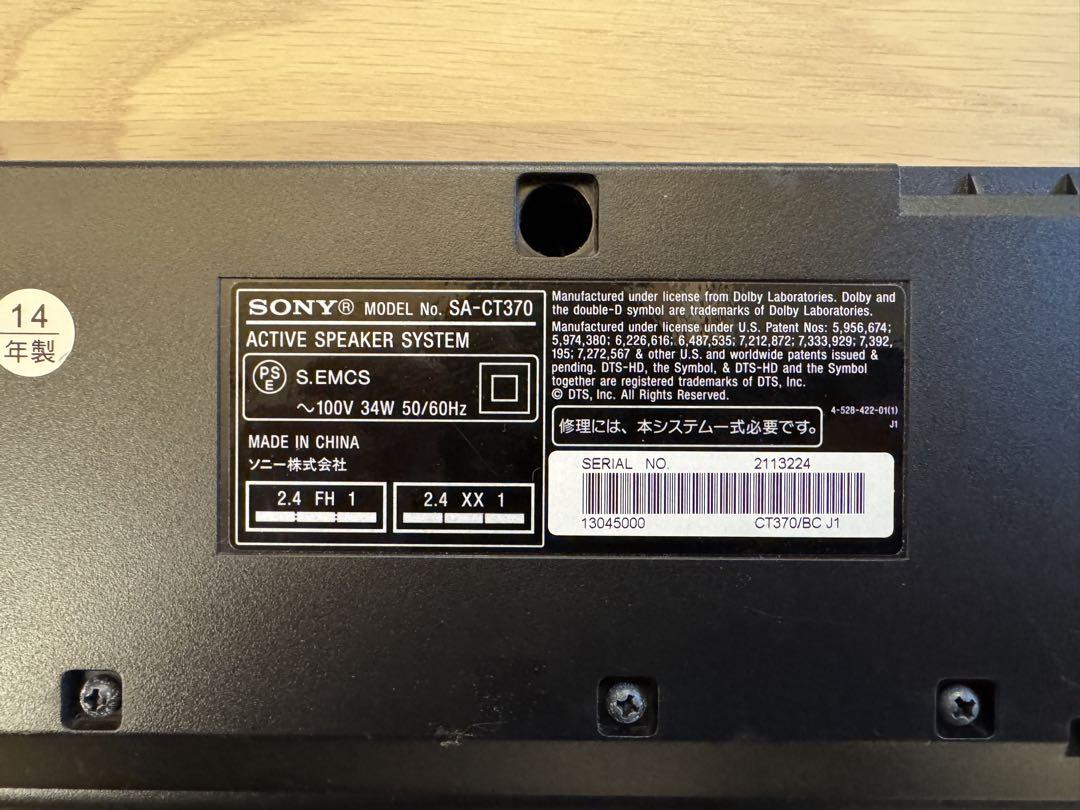 14
年製
SONY® MODEL No. SA-CT370
ACTIVE SPEAKER SYSTEM
PS
E
S.EMCS
～100V 34W 50/60Hz
MADE IN CHINA
ソニー株式会社
2.4 FH 1
2.4 XX 1
Manufactured under license from Dolby Laboratories. Dolby and
the double-D symbol are trademarks of Dolby Laboratories.
Manufactured under license under U.S. Patent Nos: 5,956,674;
5,974,380; 6,226,616; 6,487,535; 7,212,872; 7,333,929; 7,392,
195; 7,272,567 & other U.S. and worldwide patents issued &
pending. DTS-HD, the Symbol, & DTS-HD and the Symbol
together are registered trademarks of DTS, Inc.
© DTS, Inc. All Rights Reserved.
4-528-422-01(1)
J1
修理には、本システム一式必要です。
SERIAL NO. 2113224
13045000 CT370/BC J1